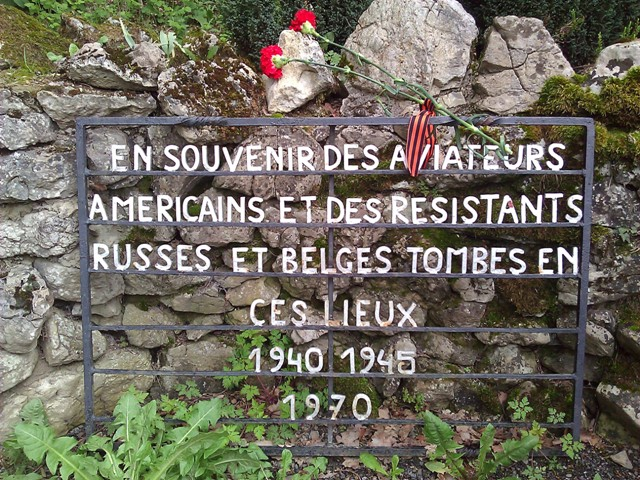 EN SOUVENIR DES AVIATEURS
AMERICAINS ET DES RESISTANTS
RUSSES ET BELGES TOMBES EN
CES LIEUX
1940 1945
1970